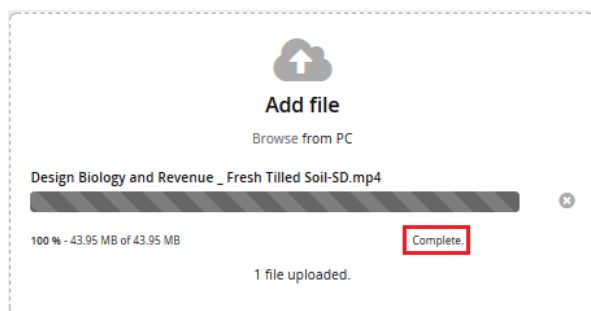 Add file
Browse from PC
Design Biology and Revenue _ Fresh Tilled Soil-SD.mp4
100 % - 43.95 MB of 43.95 MB Complete.
1 file uploaded.